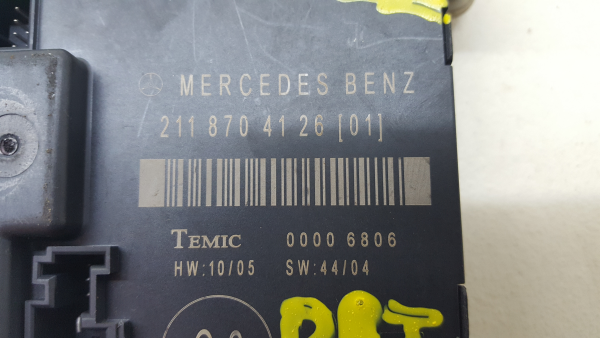 MERCEDES BENZ
211 870 41 26 [01]
TEMIC 0000 6806
HW:10/05 SW:44/04